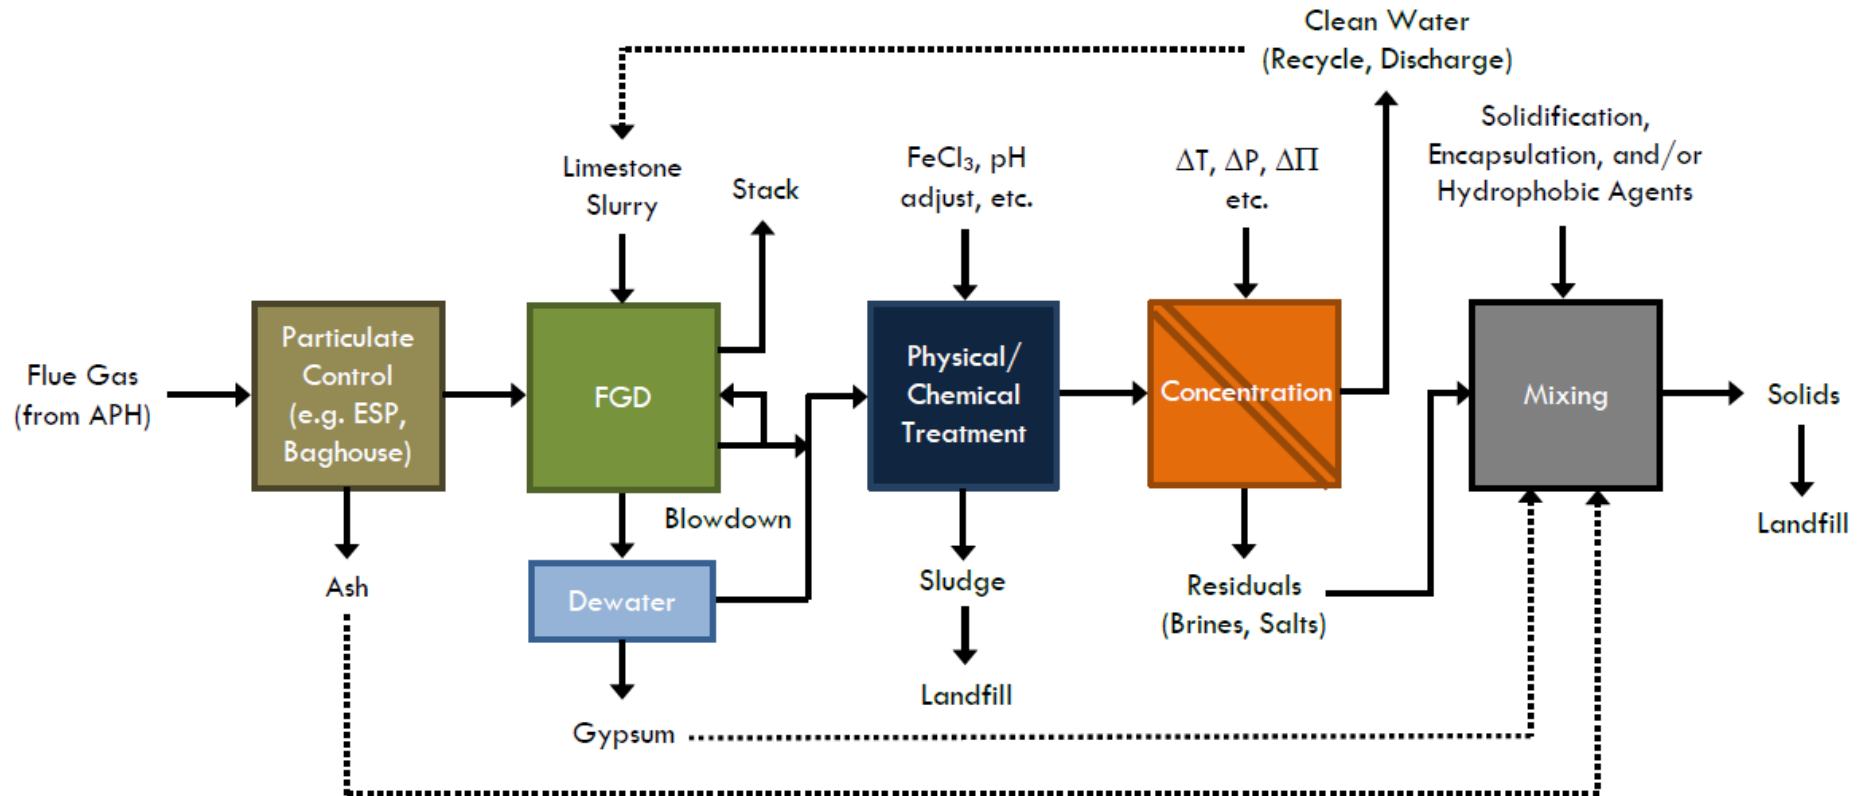 Clean Water
(Recycle, Discharge)
Solidification,
Encapsulation, and/or
Hydrophobic Agents
FeCl₃, pH
adjust, etc.
ΔT, ΔP, ΔΠ
etc.
Limestone
Slurry
Stack
Flue Gas
(from APH)
Particulate
Control
(e.g. ESP,
Baghouse)
FGD
Physical/
Chemical
Treatment
Concentration
Mixing
Solids
Landfill
Blowdown
Ash
Dewater
Sludge
Landfill
Residuals
(Brines, Salts)
Gypsum